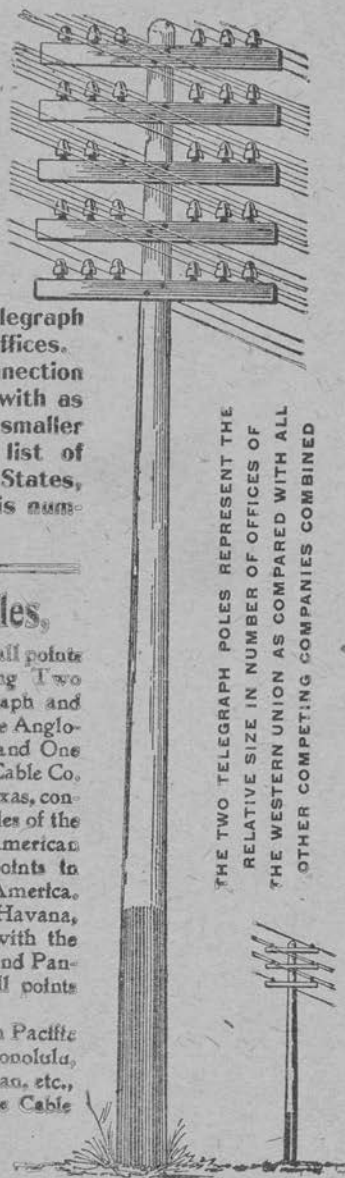 legraph
ffices.
nection
with as
smaller
list of
States,
is num-
les,
all points
ng Two
aph and
e Anglo-
and One
Cable Co.
xas, con-
les of the
merican
oints in
America.
Havana,
with the
nd Pan-
ll points
n Pacific
onolulu,
an, etc.,
e Cable
THE TWO TELEGRAPH POLES REPRESENT THE
RELATIVE SIZE IN NUMBER OF OFFICES OF
THE WESTERN UNION AS COMPARED WITH ALL
OTHER COMPETING COMPANIES COMBINED